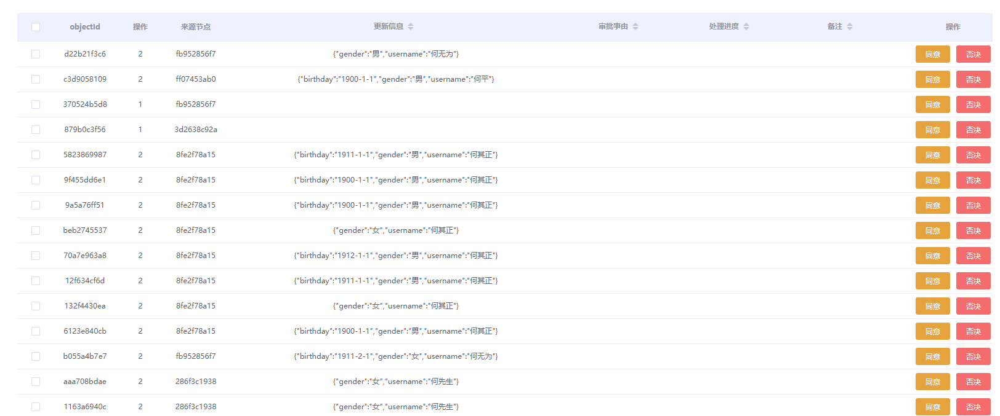 objectId 操作 来源节点 更新信息 审批事由 处理进度 备注 操作
d22b21f3c6 2 fb952856f7 {"gender":"男","username":"何无为"} 同意 否决
c3d9058109 2 ff07453ab0 {"birthday":"1900-1-1","gender":"男","username":"何平"} 同意 否决
370524b5d8 1 fb952856f7 同意 否决
879b0c3f56 1 3d2638c92a 同意 否决
5823869987 2 8fe2f78a15 {"birthday":"1911-1-1","gender":"男","username":"何其正"} 同意 否决
9f455dd6e1 2 8fe2f78a15 {"birthday":"1900-1-1","gender":"男","username":"何其正"} 同意 否决
9a5a76ff51 2 8fe2f78a15 {"birthday":"1900-1-1","gender":"男","username":"何其正"} 同意 否决
beb2745537 2 8fe2f78a15 {"gender":"女","username":"何其正"} 同意 否决
70a7e963a8 2 8fe2f78a15 {"birthday":"1912-1-1","gender":"男","username":"何其正"} 同意 否决
12f634cf6d 2 8fe2f78a15 {"birthday":"1911-1-1","gender":"男","username":"何其正"} 同意 否决
132f4430ea 2 8fe2f78a15 {"gender":"女","username":"何其正"} 同意 否决
6123e840cb 2 8fe2f78a15 {"birthday":"1900-1-1","gender":"男","username":"何其正"} 同意 否决
b055a4b7e7 2 fb952856f7 {"birthday":"1911-2-1","gender":"女","username":"何无为"} 同意 否决
aaa708bdae 2 286f3c1938 {"gender":"女","username":"何先生"} 同意 否决
1163a6940c 2 286f3c1938 {"gender":"女","username":"何先生"} 同意 否决